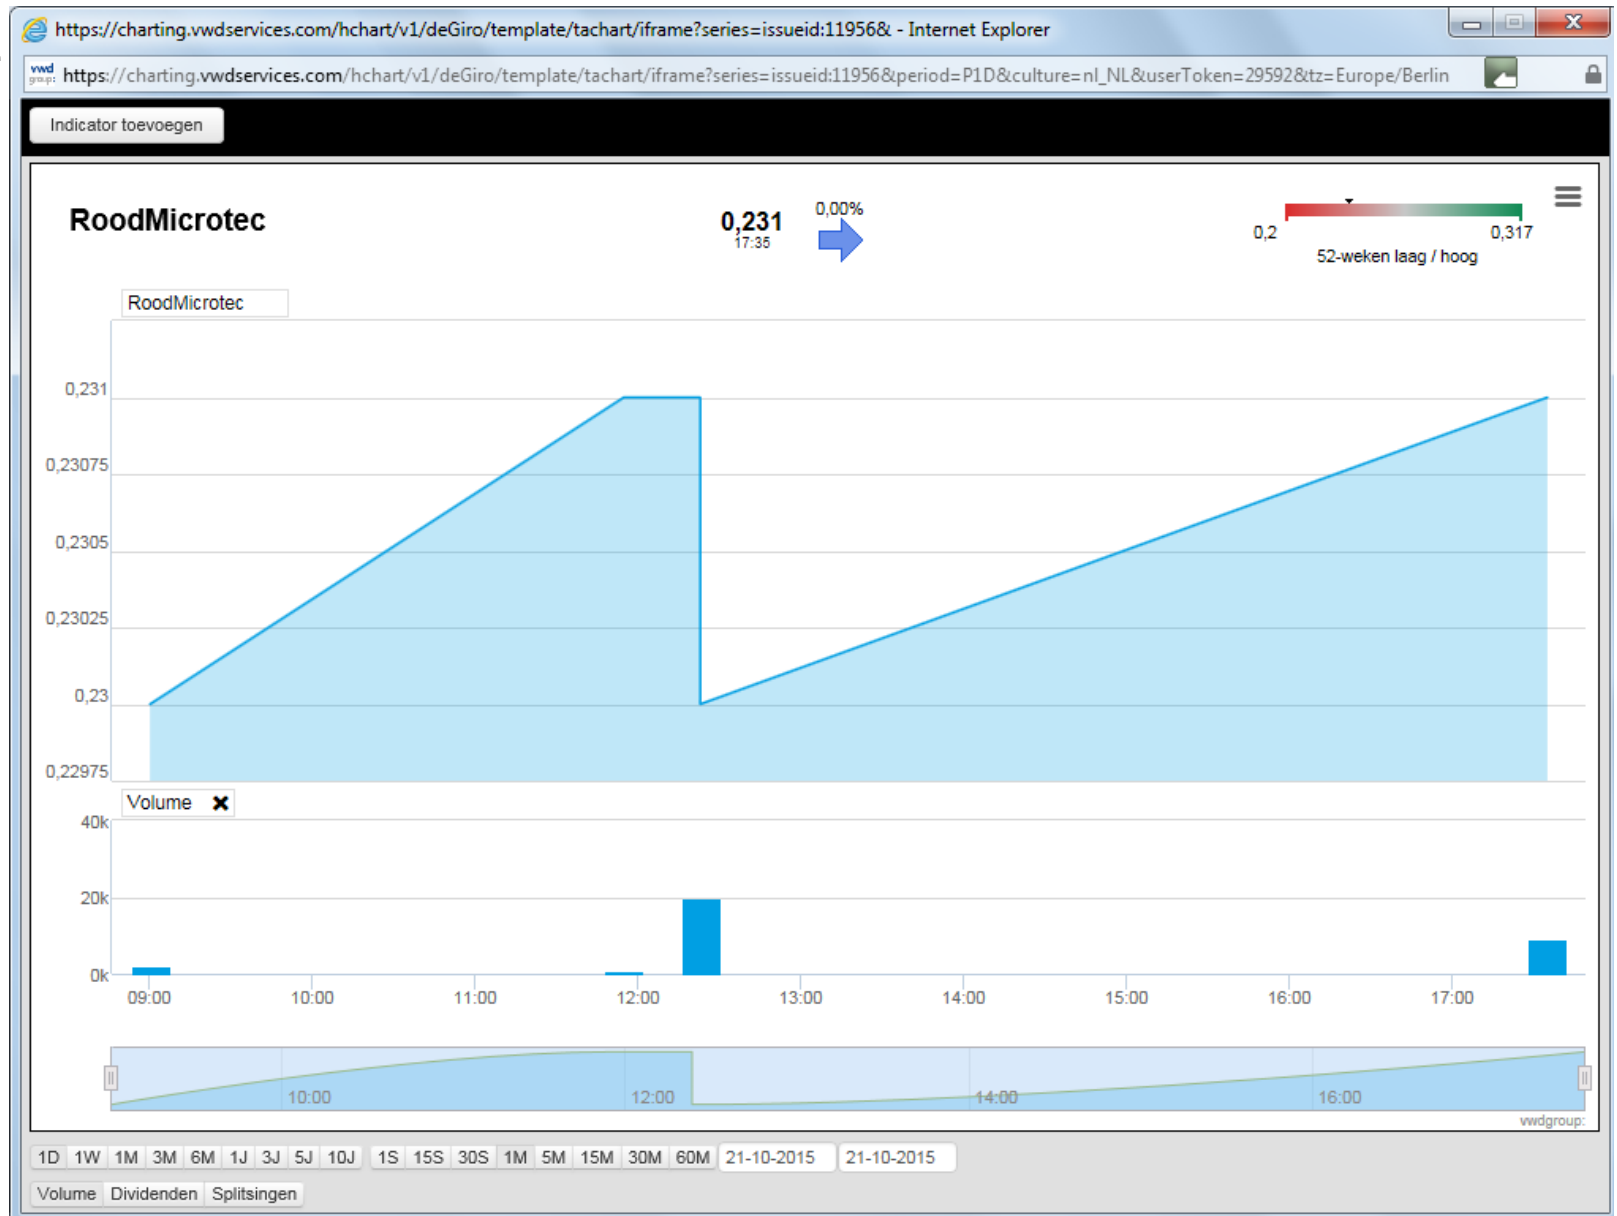 https://charting.vwdservices.com/hchart/v1/deGiro/template/tachart/iframe?series=issueid:11956& - Internet Explorer
vwd group: https://charting.vwdservices.com/hchart/v1/deGiro/template/tachart/iframe?series=issueid:11956&period=P1D&culture=nl_NL&userToken=29592&tz=Europe/Berlin
Indicator toevoegen
RoodMicrotec
0,231
17:35
0,00%
0,2
0,317
52-weken laag / hoog
RoodMicrotec
0,231
0,23075
0,2305
0,23025
0,23
0,22975
Volume
40k
20k
0k
09:00 10:00 11:00 12:00 13:00 14:00 15:00 16:00 17:00
10:00 12:00 14:00 16:00
vwdgroup:
1D 1W 1M 3M 6M 1J 3J 5J 10J 1S 15S 30S 1M 5M 15M 30M 60M 21-10-2015 21-10-2015
Volume Dividenden Splitsingen